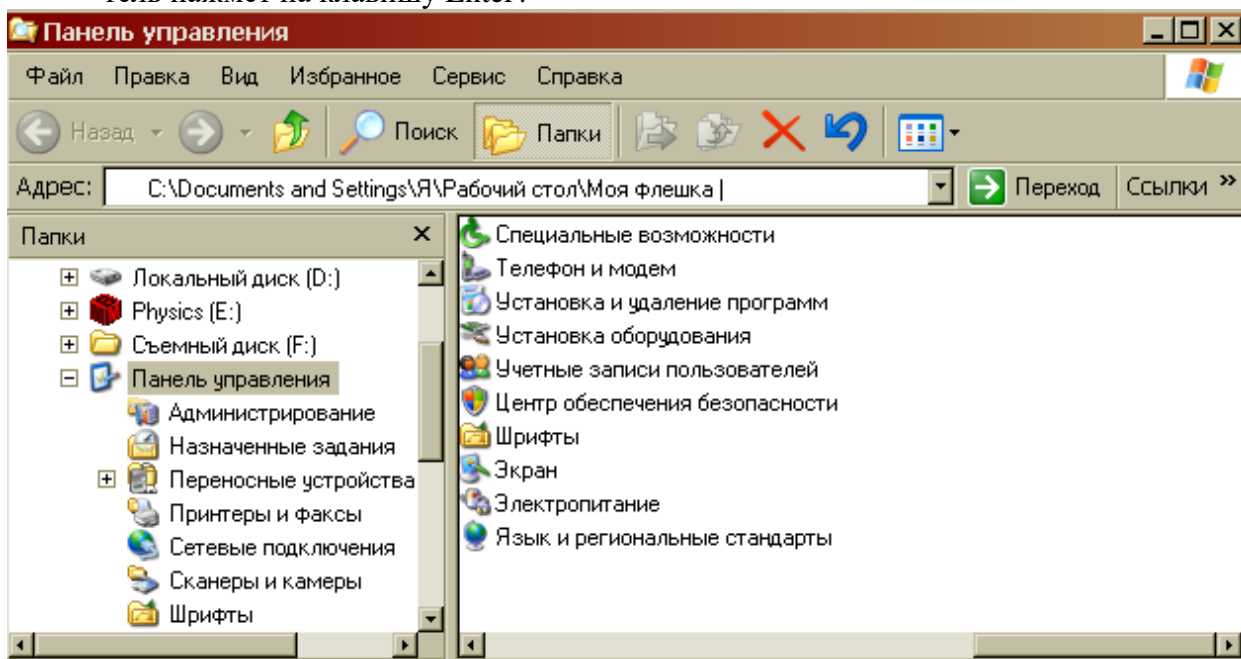 тель нажмет на клавишу Enter?
Панель управления
Файл Правка Вид Избранное Сервис Справка
Назад Поиск Папки
Адрес: C:\Documents and Settings\Я\Рабочий стол\Моя флешка Переход Ссылки »
Папки
Локальный диск (D:)
Physics (E:)
Съемный диск (F:)
Панель управления
Администрирование
Назначенные задания
Переносные устройства
Принтеры и факсы
Сетевые подключения
Сканеры и камеры
Шрифты
Специальные возможности
Телефон и модем
Установка и удаление программ
Установка оборудования
Учетные записи пользователей
Центр обеспечения безопасности
Шрифты
Экран
Электропитание
Язык и региональные стандарты